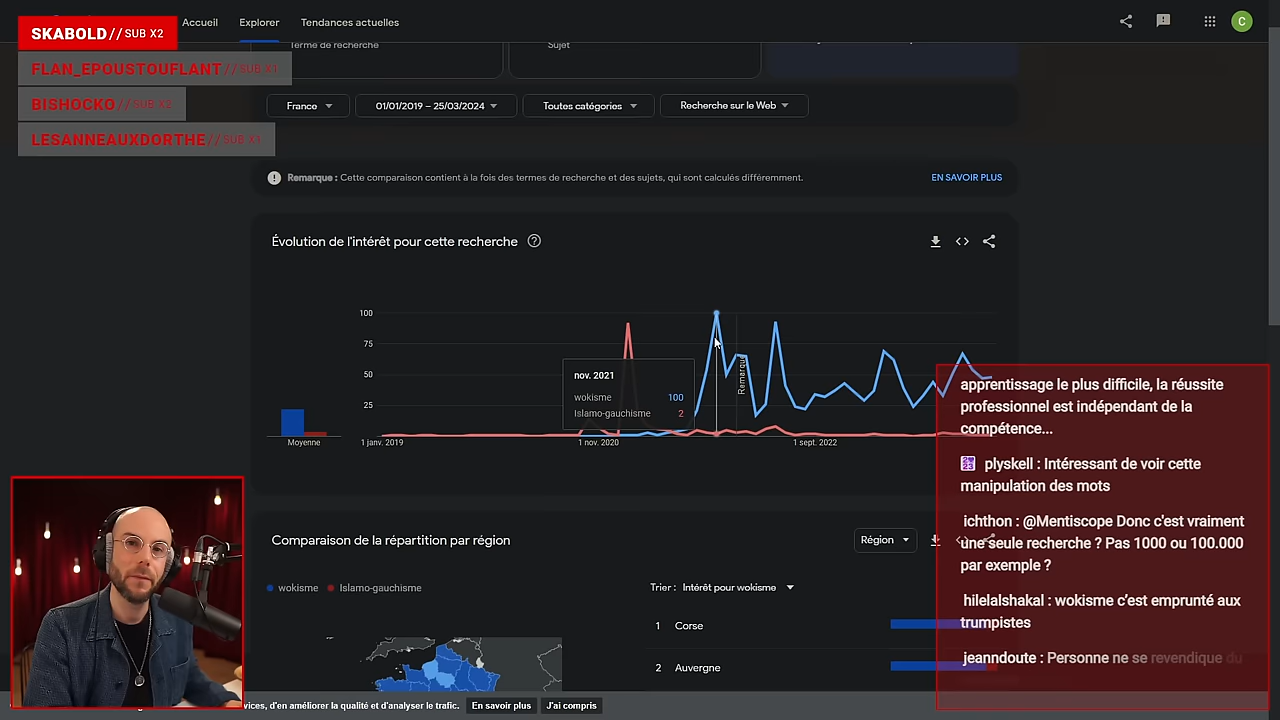 Accueil
Explorer
Tendances actuelles
C
SKABOLD//SUB X2
FLAN_EPOUSTOUFLANT//SUB X1
BISHOCKO//SUB X2
LESANNEAUXDORTHE//SUB X1
Terme de recherche
Sujet
France
01/01/2019 – 25/03/2024
Toutes catégories
Recherche sur le Web
Remarque : Cette comparaison contient à la fois des termes de recherche et des sujets, qui sont calculés différemment.
EN SAVOIR PLUS
Évolution de l'intérêt pour cette recherche
100
75
50
25
Moyenne
1 janv. 2019
1 nov. 2020
1 sept. 2022
Remarque
nov. 2021
wokisme 100
Islamo-gauchisme 2
apprentissage le plus difficile, la réussite
professionnel est indépendant de la
compétence...
plyskell : Intéressant de voir cette
manipulation des mots
ichthon : @Mentiscope Donc c'est vraiment
une seule recherche ? Pas 1000 ou 100.000
par exemple ?
hilelalshakal : wokisme c'est emprunté aux
trumpistes
jeanndoute : Personne ne se revendique du
Comparaison de la répartition par région
Région
wokisme
Islamo-gauchisme
Trier : Intérêt pour wokisme
1 Corse
2 Auvergne
vices, d'en améliorer la qualité et d'analyser le trafic.
En savoir plus
J'ai compris